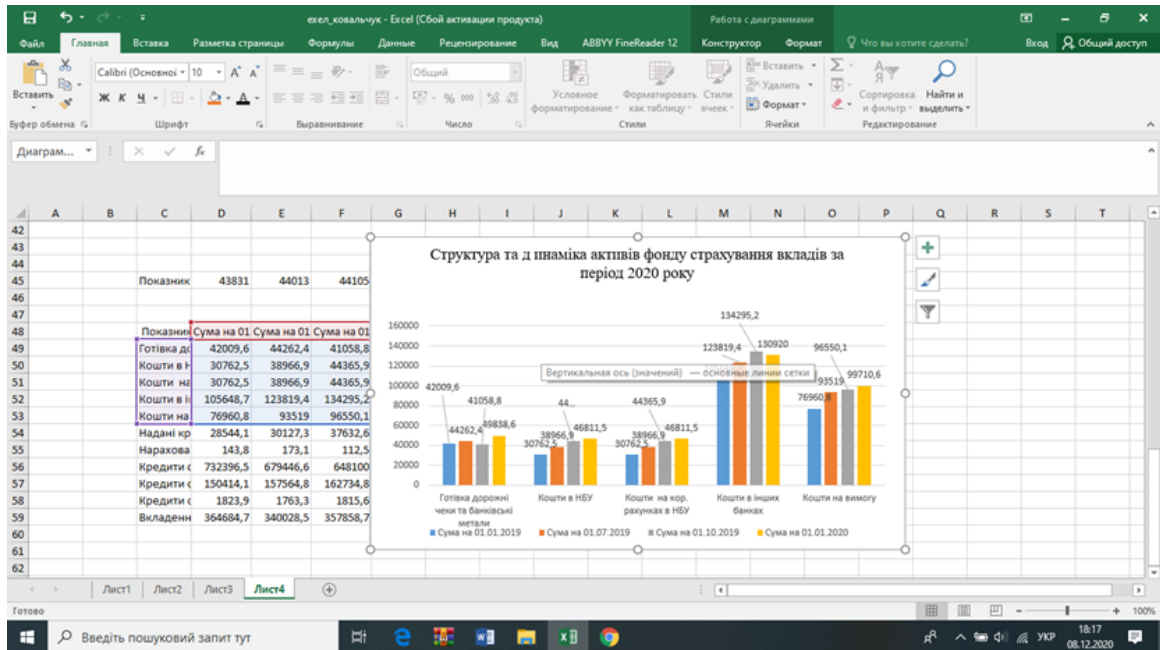 ексел_ковальчук - Excel (Сбой активации продукта)
Работа с диаграммами
Файл Главная Вставка Разметка страницы Формулы Данные Рецензирование Вид ABBYY FineReader 12 Конструктор Формат Что вы хотите сделать? Вход Общий доступ
Вставить
Calibri (Основної 10
Ж К Ч
Общий
% 000
Условное форматирование
Форматировать как таблицу
Стили ячеек
Вставить
Удалить
Формат
Сортировка и фильтр
Найти и выделить
Буфер обмена Шрифт Выравнивание Число Стили Ячейки Редактирование
Диаграм... fx
A B C D E F G H I J K L M N O P Q R S T
42
43
44
45 Показник 43831 44013 44105
46
47
48 Показник Сума на 01 Сума на 01 Сума на 01
49 Готівка до 42009,6 44262,4 41058,8
50 Кошти в Н 30762,5 38966,9 44365,9
51 Кошти на 30762,5 38966,9 44365,9
52 Кошти в ін 105648,7 123819,4 134295,2
53 Кошти на 76960,8 93519 96550,1
54 Надані кр 28544,1 30127,3 37632,6
55 Нарахова 143,8 173,1 112,5
56 Кредити 732396,5 679446,6 648100
57 Кредити 150414,1 157564,8 162734,8
58 Кредити 1823,9 1763,3 1815,6
59 Вкладенн 364684,7 340028,5 357858,7
60
61
62
Структура та д инаміка активів фонду страхування вкладів за
період 2020 року
160000
140000
120000
100000
80000
60000
40000
20000
0
42009,6
44262,4
41058,8
49838,6
30762,5
38966,9
44...
46811,5
30762,5
38966,9
44365,9
46811,5
123819,4
134295,2
130920
76960,8
93519
96550,1
99710,6
Вертикальная ось (значений) — основные линии сетки
Готівка дорожні
чеки та банківські
метали
Кошти в НБУ
Кошти на кор.
рахунках в НБУ
Кошти в інших
банках
Кошти на вимогу
Сума на 01.01.2019 Сума на 01.07.2019 Сума на 01.10.2019 Сума на 01.01.2020
Лист1 Лист2 Лист3 Лист4
Готово
100%
Введіть пошуковий запит тут
УКР
18:17
08.12.2020